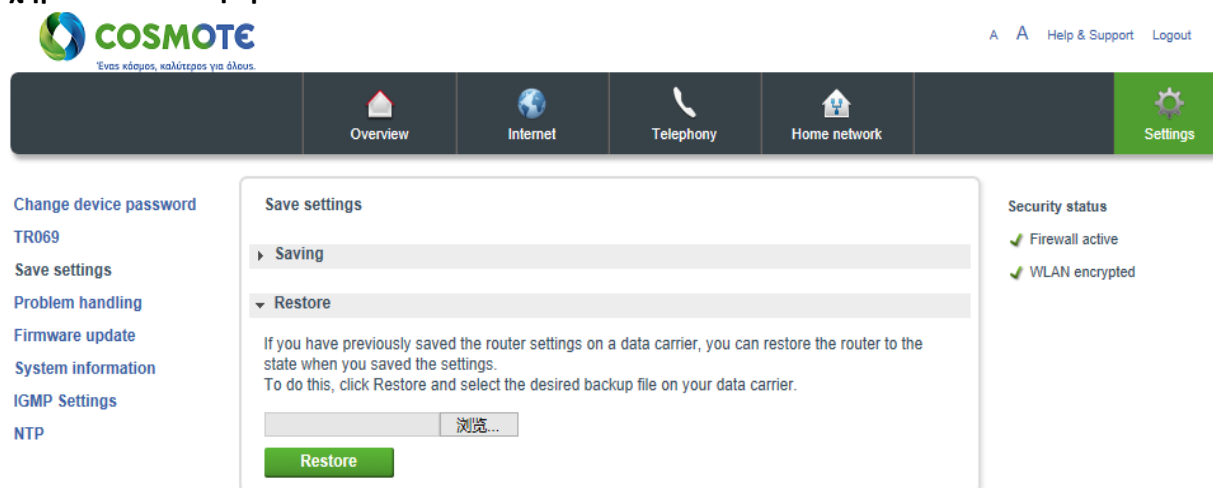 COSMOTE
Ένας κόσμος, καλύτερος για όλους.
A A Help & Support Logout
Overview
Internet
Telephony
Home network
Settings
Change device password
TR069
Save settings
Problem handling
Firmware update
System information
IGMP Settings
NTP
Save settings
Saving
Restore
If you have previously saved the router settings on a data carrier, you can restore the router to the
state when you saved the settings.
To do this, click Restore and select the desired backup file on your data carrier.
浏览...
Restore
Security status
Firewall active
WLAN encrypted